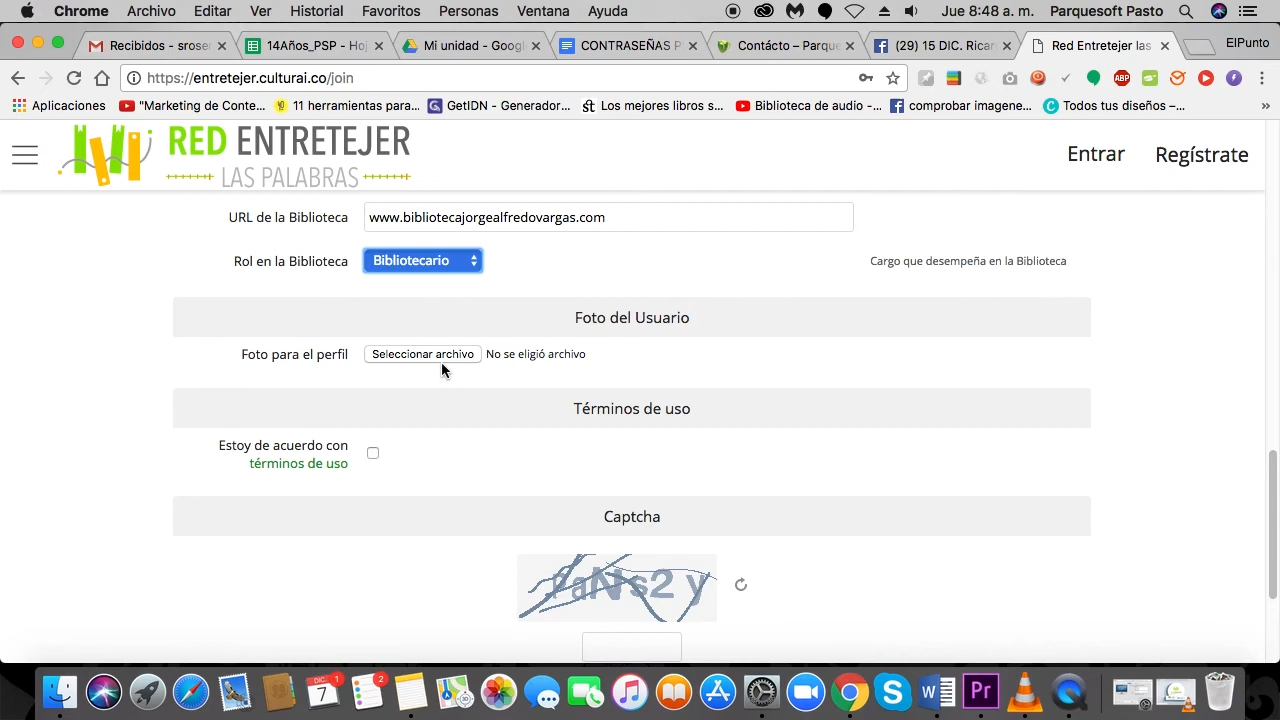 Chrome Archivo Editar Ver Historial Favoritos Personas Ventana Ayuda Jue 8:48 a. m. Parquesoft Pasto
Recibidos - srose 14Años_PSP - Hoj Mi unidad - Googl CONTRASEÑAS P Contácto – Parque (29) 15 DIC. Rica Red Entretejer las ElPunto
https://entretejer.culturai.co/join
Aplicaciones "Marketing de Conte... 11 herramientas para... GetIDN - Generador... Los mejores libros s... Biblioteca de audio -... comprobar imagene... Todos tus diseños –... »
RED ENTRETEJER
LAS PALABRAS
Entrar Regístrate
URL de la Biblioteca www.bibliotecajorgealfredovargas.com
Rol en la Biblioteca Bibliotecario Cargo que desempeña en la Biblioteca
Foto del Usuario
Foto para el perfil Seleccionar archivo No se eligió archivo
Términos de uso
Estoy de acuerdo con
términos de uso
Captcha